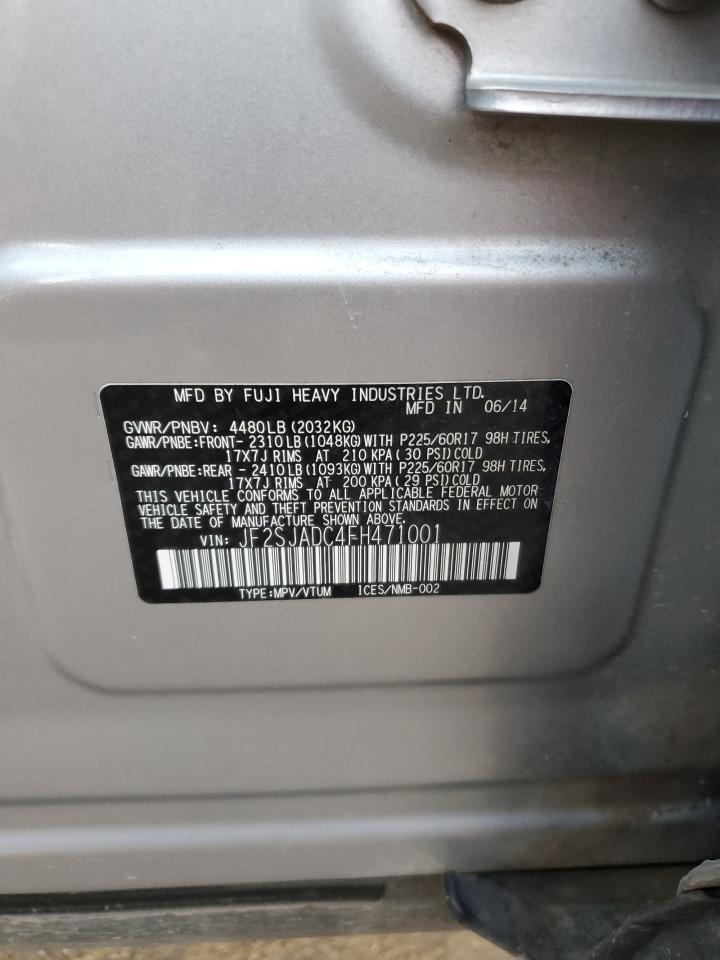 MFD BY FUJI HEAVY INDUSTRIES LTD.
MFD IN 06/14
GVWR/PNBV: 4480LB(2032KG)
GAWR/PNBE:FRONT- 2310LB(1048KG)WITH P225/60R17 98H TIRES,
17X7J RIMS AT 210 KPA( 30 PSI)COLD
GAWR/PNBE:REAR - 2410LB(1093KG)WITH P225/60R17 98H TIRES,
17X7J RIMS AT 200 KPA( 29 PSI)COLD
THIS VEHICLE CONFORMS TO ALL APPLICABLE FEDERAL MOTOR
VEHICLE SAFETY AND THEFT PREVENTION STANDARDS IN EFFECT ON
THE DATE OF MANUFACTURE SHOWN ABOVE.
VIN: JF2SJADC4FH471001
TYPE:MPV/VTUM ICES/NMB-002